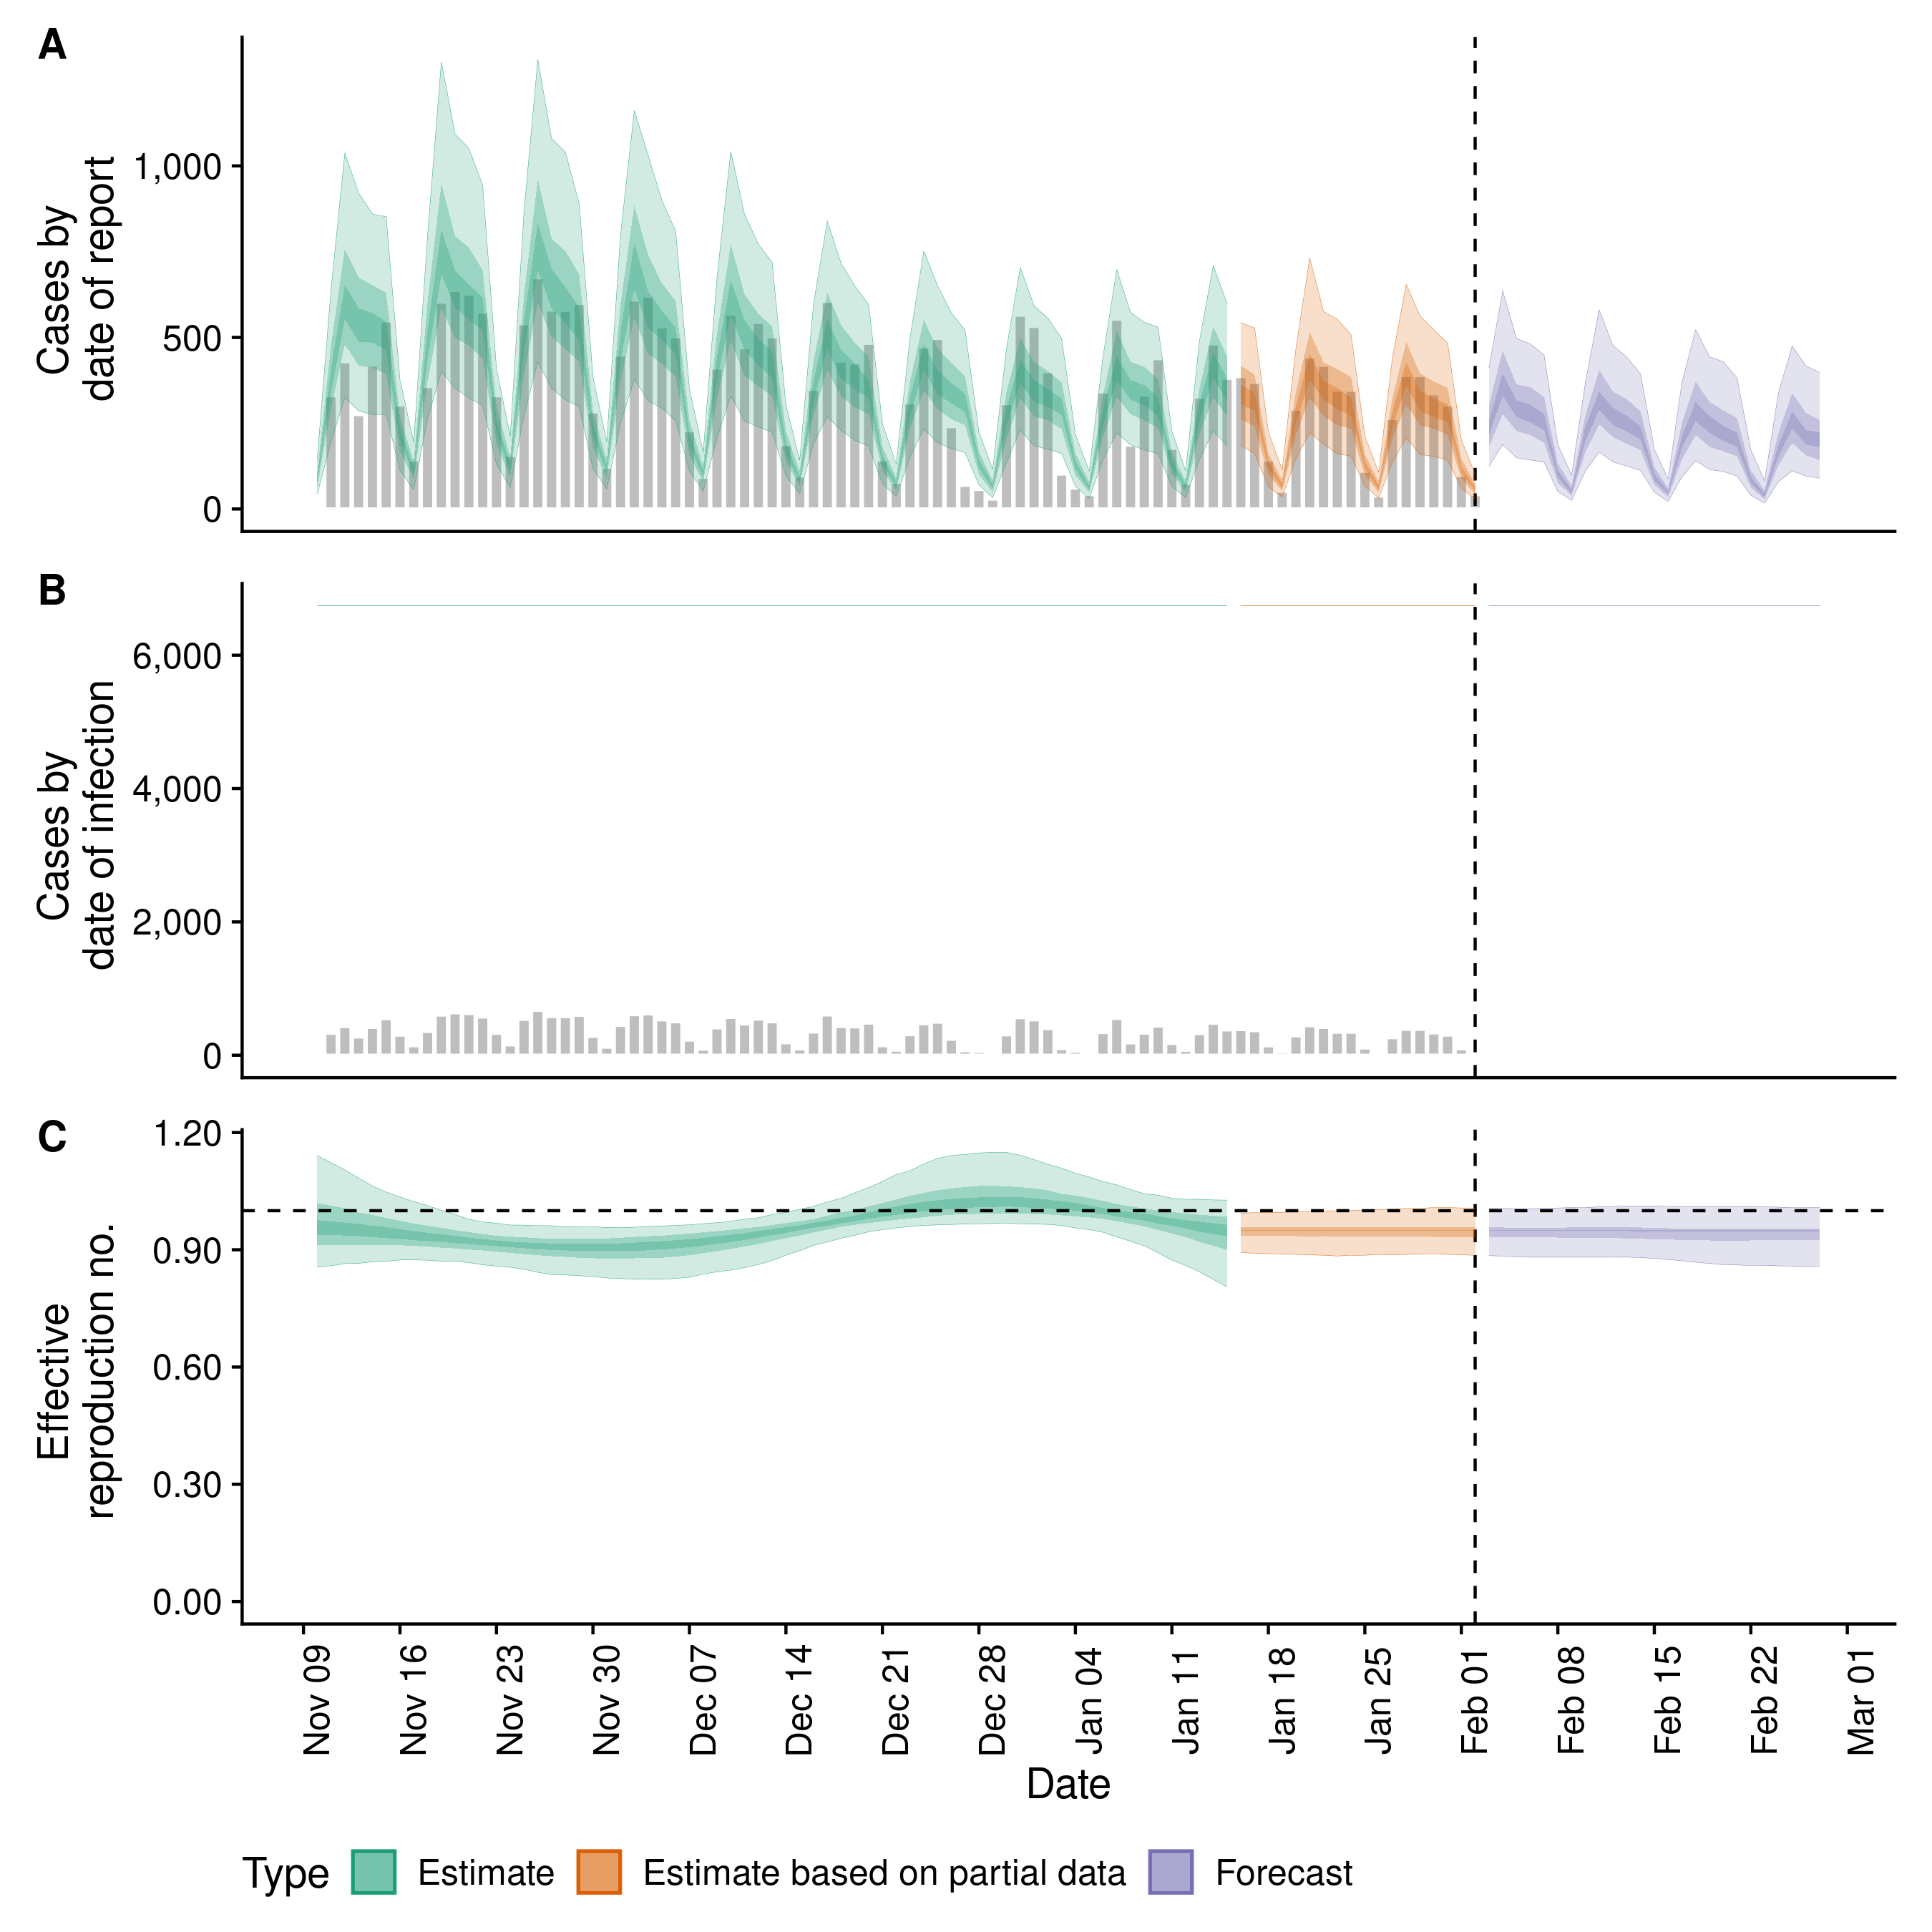 A
Cases by
date of report
1,000
500
0
B
Cases by
date of infection
6,000
4,000
2,000
0
C
Effective
reproduction no.
1.20
0.90
0.60
0.30
0.00
Nov 09
Nov 16
Nov 23
Nov 30
Dec 07
Dec 14
Dec 21
Dec 28
Jan 04
Jan 11
Jan 18
Jan 25
Feb 01
Feb 08
Feb 15
Feb 22
Mar 01
Date
Type Estimate Estimate based on partial data Forecast